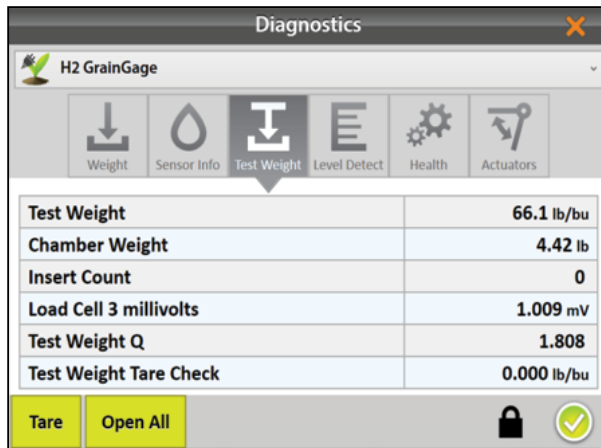 Diagnostics
H2 GrainGage
Weight Sensor Info Test Weight Level Detect Health Actuators
Test Weight 66.1 lb/bu
Chamber Weight 4.42 lb
Insert Count 0
Load Cell 3 millivolts 1.009 mV
Test Weight Q 1.808
Test Weight Tare Check 0.000 lb/bu
Tare Open All